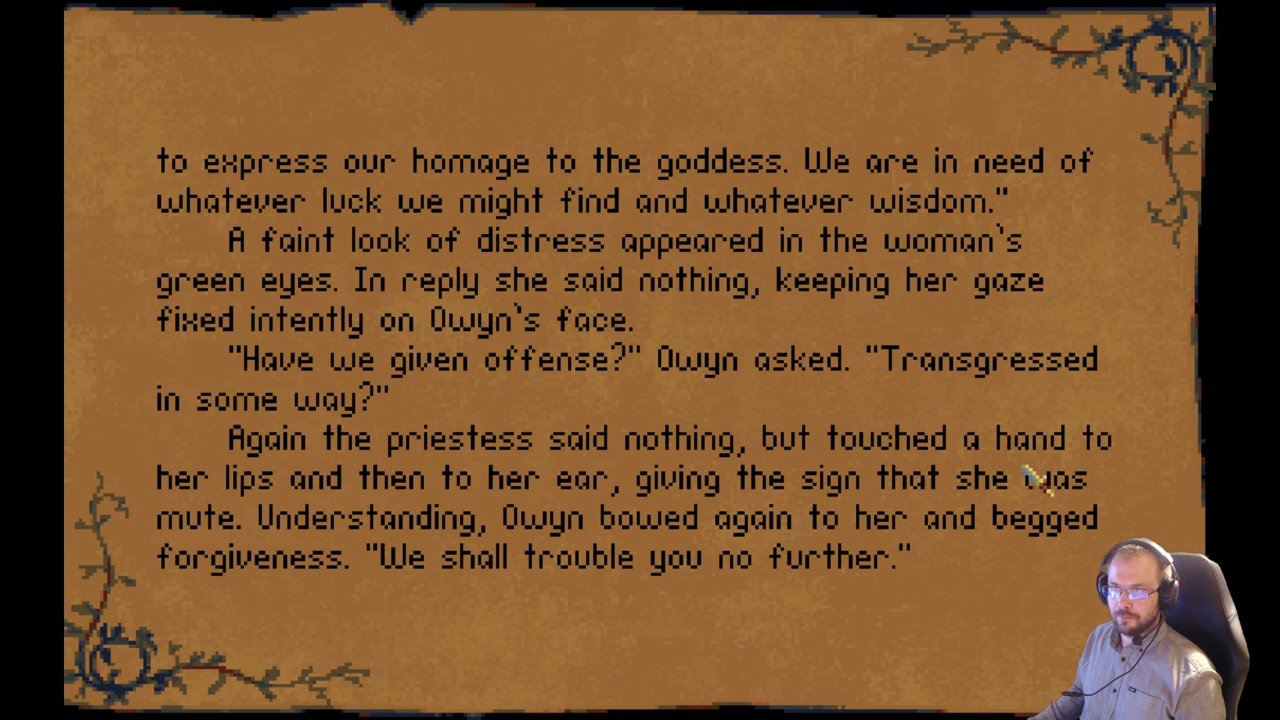 to express our homage to the goddess. We are in need of
whatever luck we might find and whatever wisdom."
A faint look of distress appeared in the woman's
green eyes. In reply she said nothing, keeping her gaze
fixed intently on Owyn's face.
"Have we given offense?" Owyn asked. "Transgressed
in some way?"
Again the priestess said nothing, but touched a hand to
her lips and then to her ear, giving the sign that she was
mute. Understanding, Owyn bowed again to her and begged
forgiveness. "We shall trouble you no further."